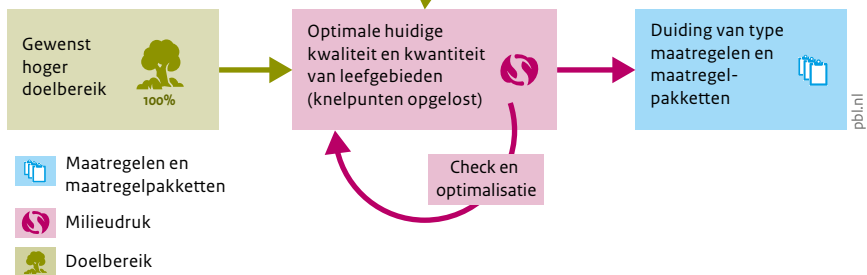 Gewenst
hoger
doelbereik
100%
Optimale huidige
kwaliteit en kwantiteit
van leefgebieden
(knelpunten opgelost)
Duiding van type
maatregelen en
maatregel-
pakketten
pbl.nl
Check en
optimalisatie
Maatregelen en
maatregelpakketten
Milieudruk
Doelbereik